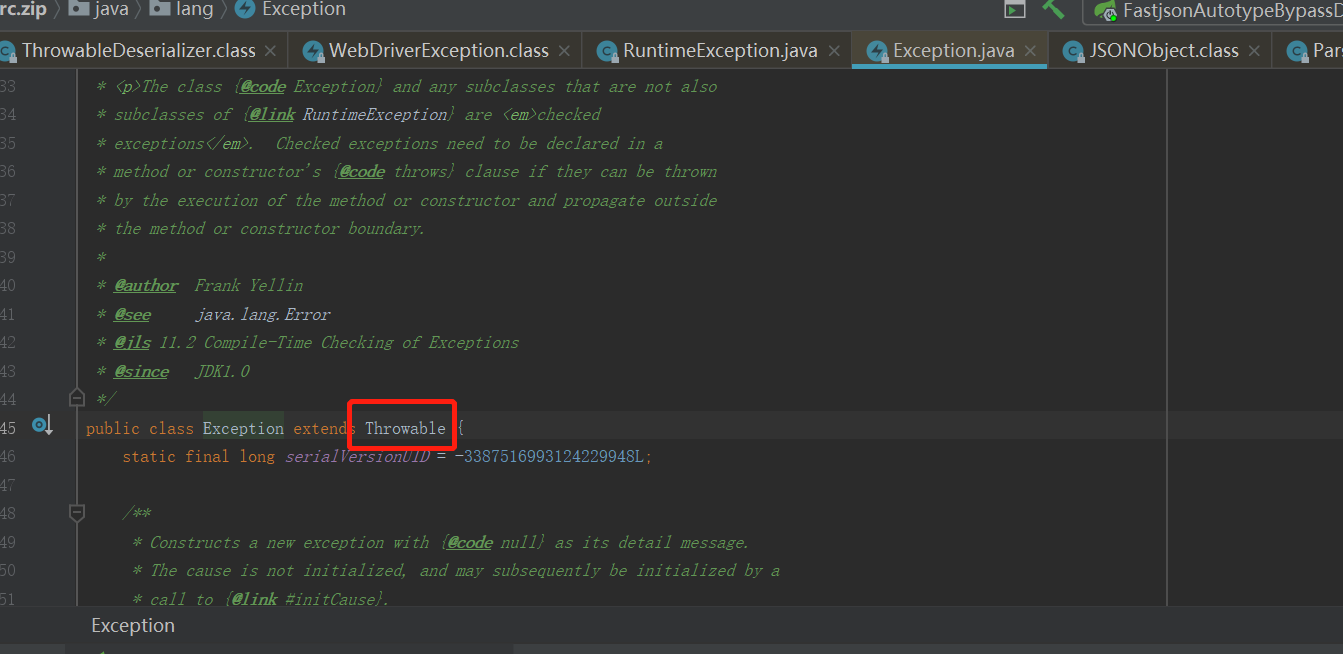 rc.zip java lang Exception FastjsonAutotypeBypassD
ThrowableDeserializer.class WebDriverException.class RuntimeException.java Exception.java JSONObject.class Pars
33 * <p>The class {@code Exception} and any subclasses that are not also
34 * subclasses of {@link RuntimeException} are <em>checked
35 * exceptions</em>.  Checked exceptions need to be declared in a
36 * method or constructor's {@code throws} clause if they can be thrown
37 * by the execution of the method or constructor and propagate outside
38 * the method or constructor boundary.
39 *
40 * @author  Frank Yellin
41 * @see     java.lang.Error
42 * @jls 11.2 Compile-Time Checking of Exceptions
43 * @since   JDK1.0
44 */
45 public class Exception extends Throwable {
46 static final long serialVersionUID = -3387516993124229948L;
47
48 /**
49 * Constructs a new exception with {@code null} as its detail message.
50 * The cause is not initialized, and may subsequently be initialized by a
51 * call to {@link #initCause}.
Exception